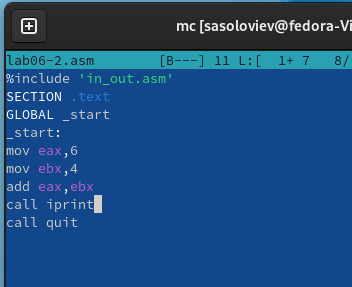 mc [sasoloviev@fedora-Vi
lab06-2.asm [B---] 11 L:[ 1+ 7 8/
%include 'in_out.asm'
SECTION .text
GLOBAL _start
_start:
mov eax,6
mov ebx,4
add eax,ebx
call iprint
call quit